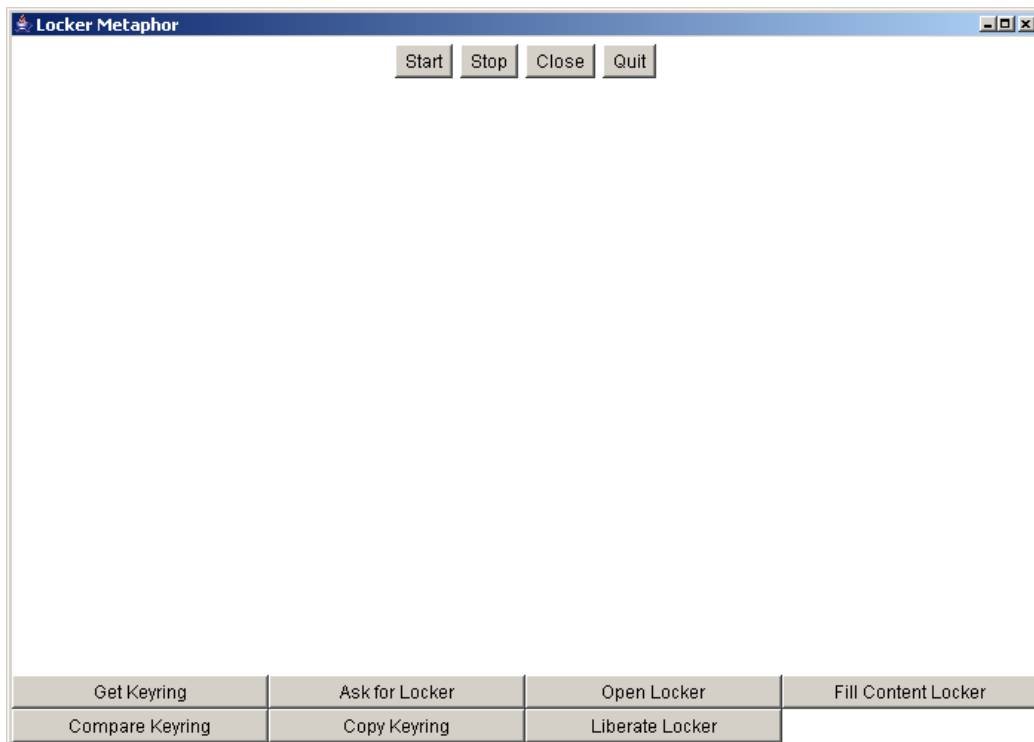 Locker Metaphor
Start Stop Close Quit
Get Keyring Ask for Locker Open Locker Fill Content Locker
Compare Keyring Copy Keyring Liberate Locker